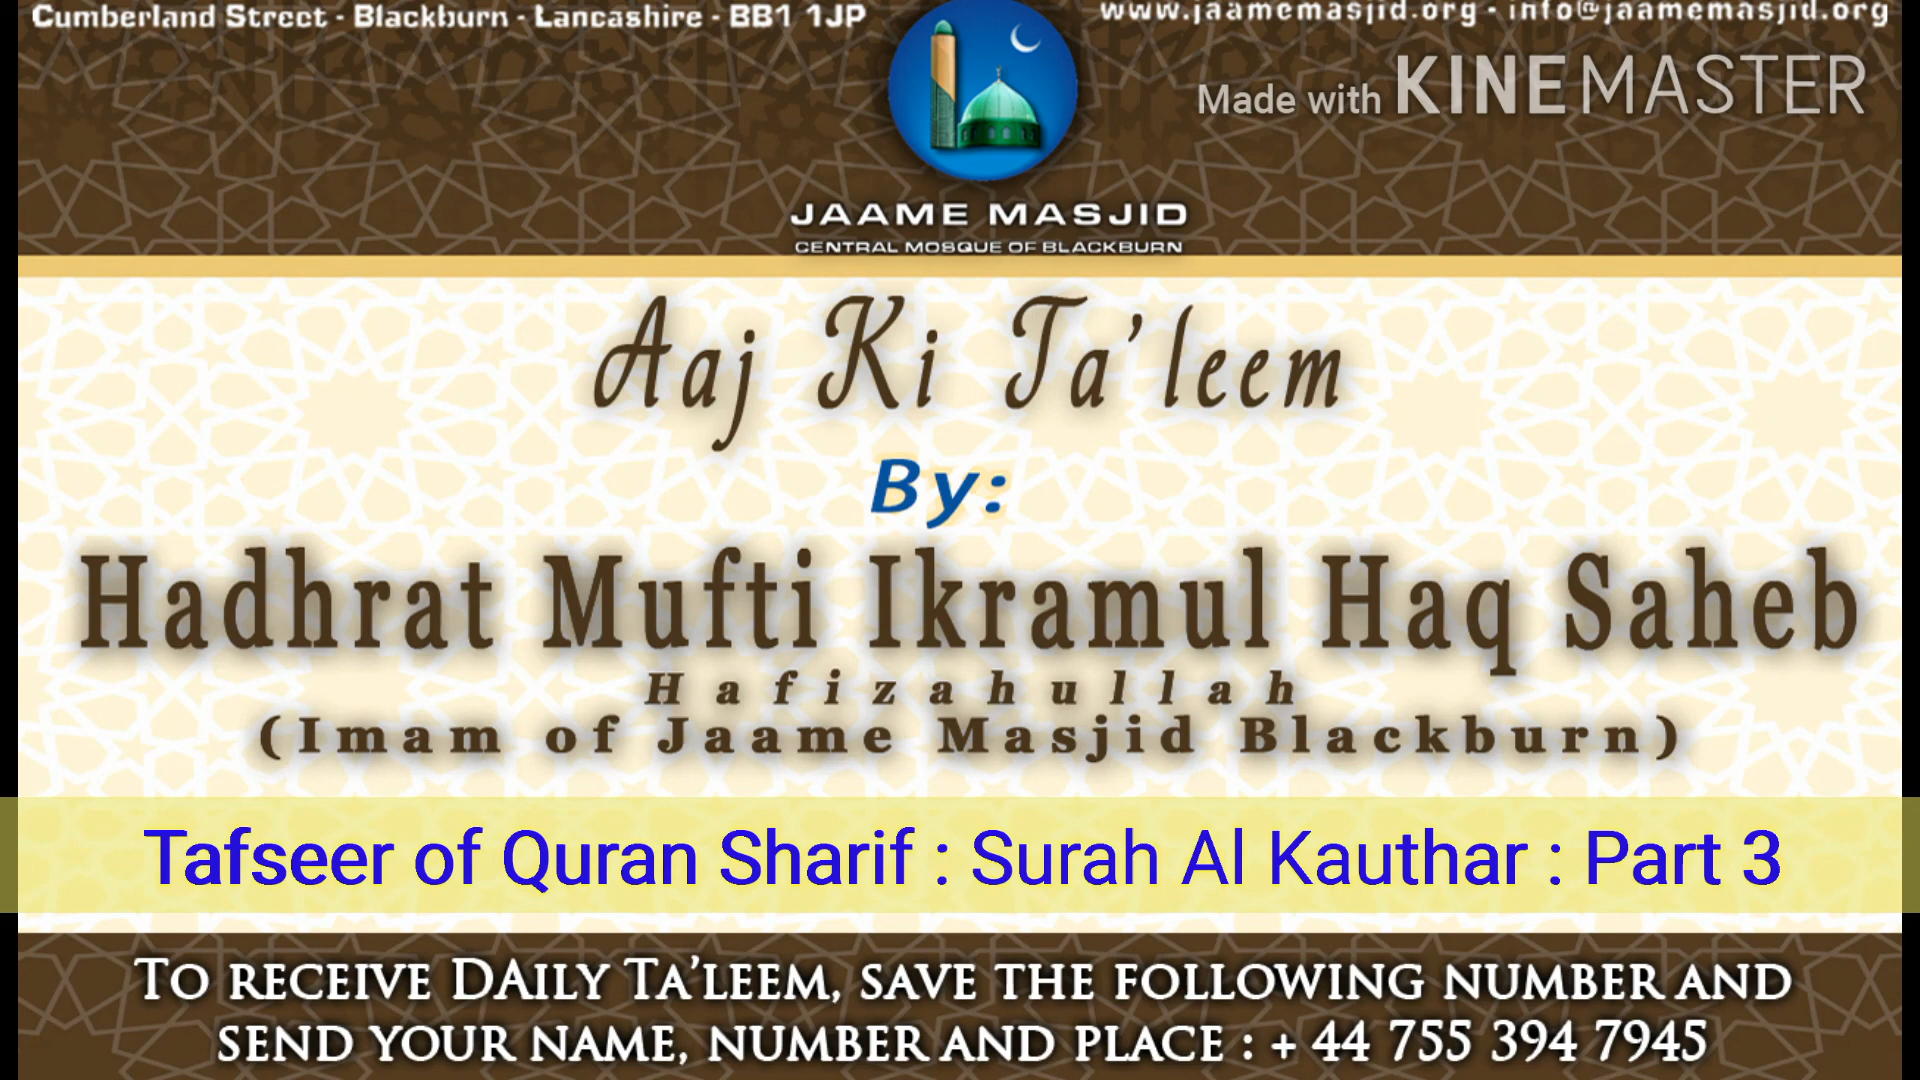 Cumberland Street - Blackburn - Lancashire - BB1 1JP
www.jaamemasjid.org - info@jaamemasjid.org
Made with KINEMASTER
JAAME MASJID
CENTRAL MOSQUE OF BLACKBURN
Aaj Ki Ta'leem
By:
Hadhrat Mufti Ikramul Haq Saheb
Hafizahullah
(Imam of Jaame Masjid Blackburn)
Tafseer of Quran Sharif : Surah Al Kauthar : Part 3
TO RECEIVE DAILY TA'LEEM, SAVE THE FOLLOWING NUMBER AND
SEND YOUR NAME, NUMBER AND PLACE : + 44 755 394 7945